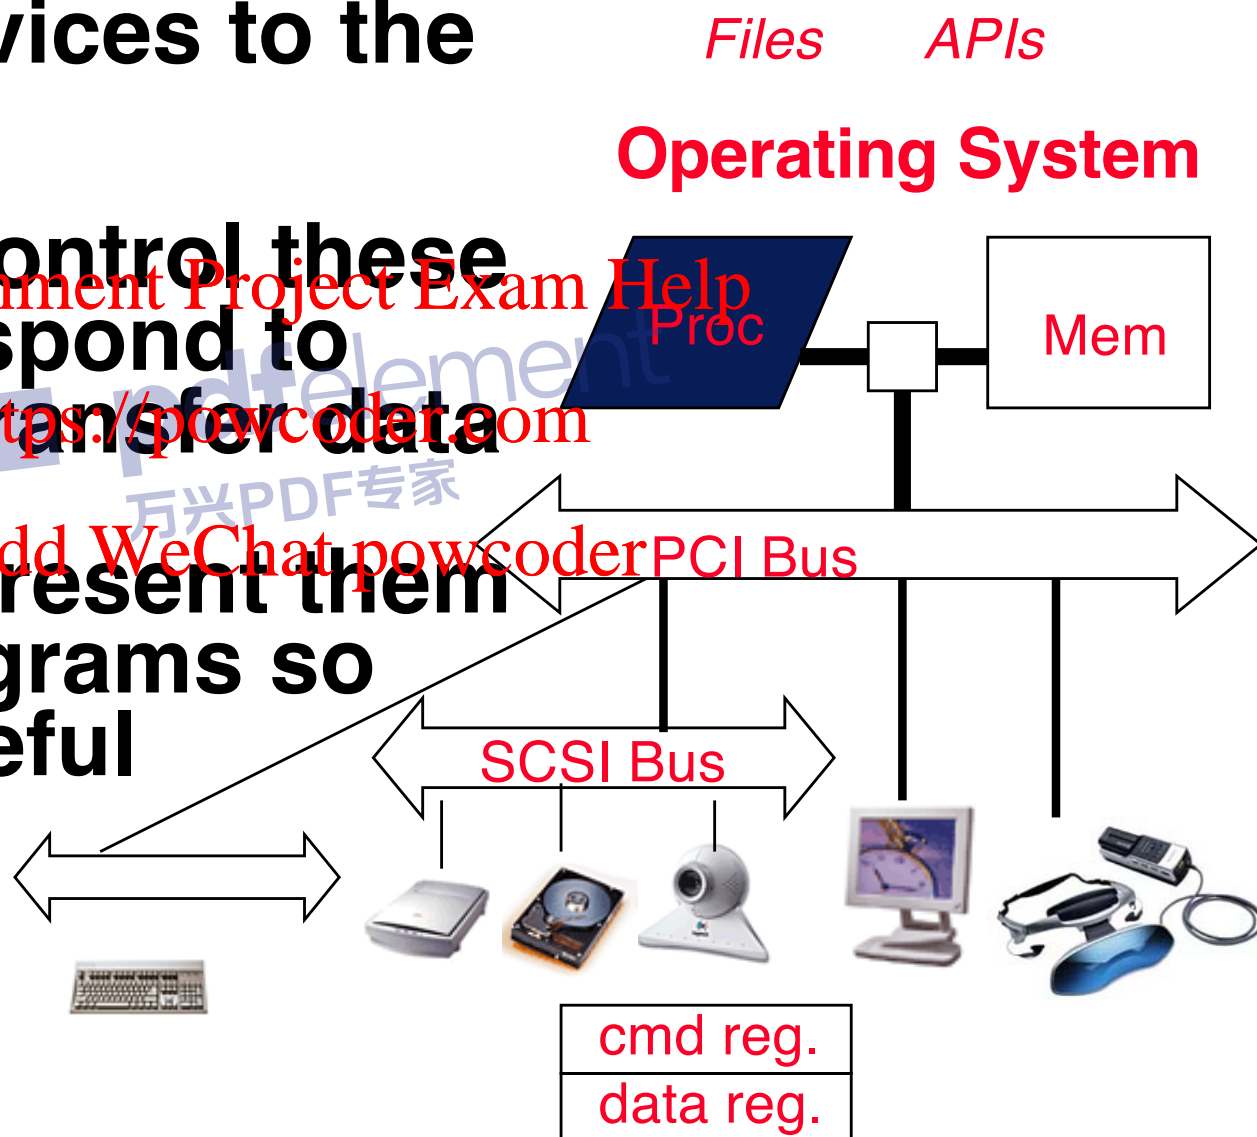 vices to the
Files APIs
Operating System
ontrol these
nment Project Exam Help
Proc
Mem
spond to
pdfelement
ansfer data
tps://powcoder.com
万兴PDF专家
dd WeChat powcoder
PCI Bus
resent them
grams so
SCSI Bus
eful
cmd reg.
data reg.